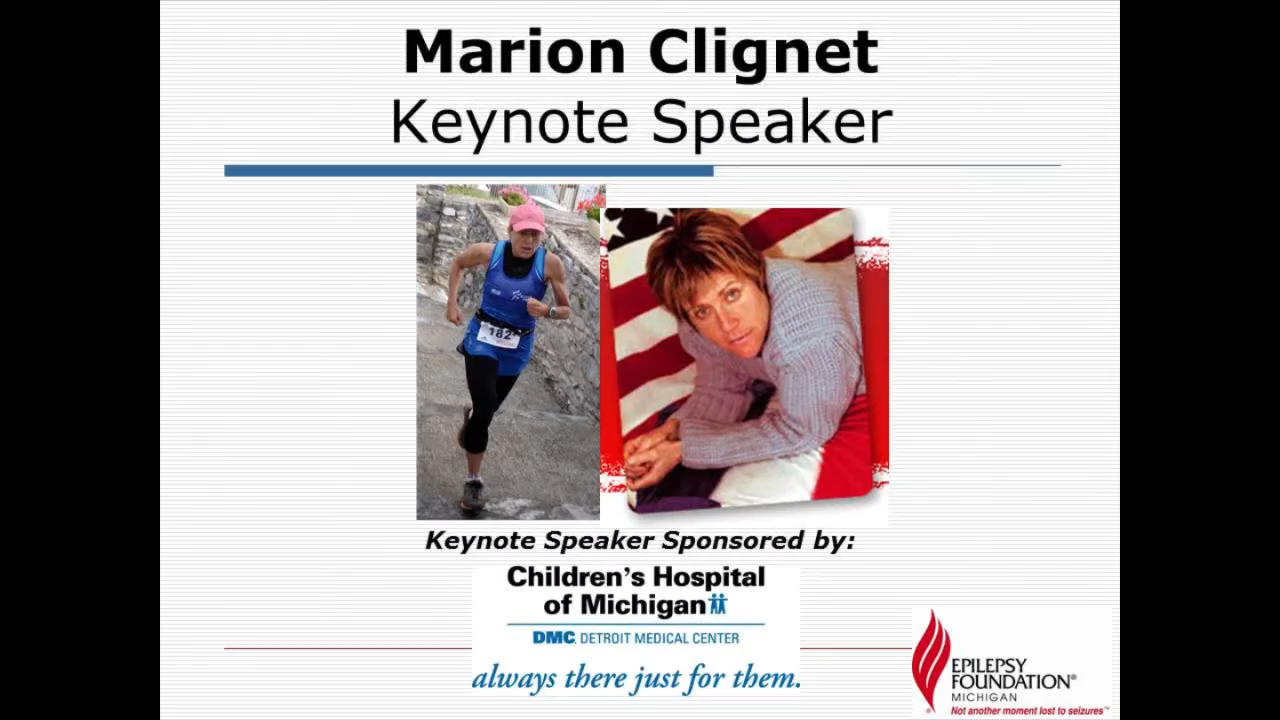 Marion Clignet
Keynote Speaker
182
Keynote Speaker Sponsored by:
Children's Hospital
of Michigan
DMC DETROIT MEDICAL CENTER
always there just for them.
EPILEPSY
FOUNDATION®
MICHIGAN
Not another moment lost to seizures™